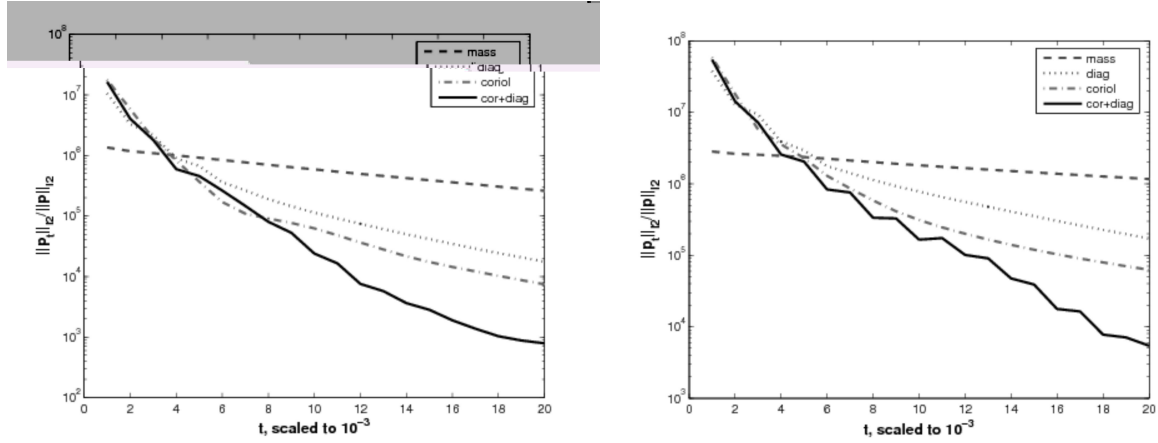 10^8
mass
diag
coriol
cor+diag
10^7
10^6
10^5
10^4
10^3
10^2
||p_t||_l2/||p||_l2
0 2 4 6 8 10 12 14 16 18 20
t, scaled to 10^-3
10^8
mass
diag
coriol
cor+diag
10^7
10^6
10^5
10^4
10^3
||p_t||_l2/||p||_l2
0 2 4 6 8 10 12 14 16 18 20
t, scaled to 10^-3